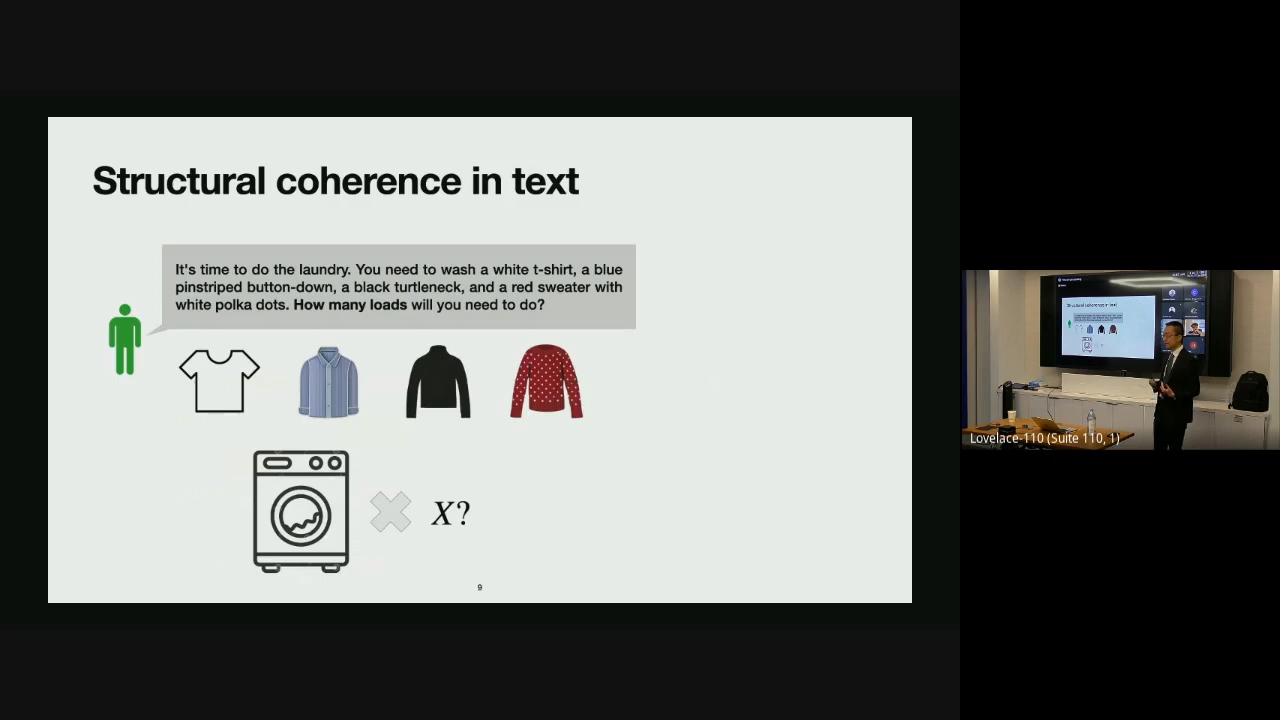 Structural coherence in text
It's time to do the laundry. You need to wash a white t-shirt, a blue
pinstriped button-down, a black turtleneck, and a red sweater with
white polka dots. How many loads will you need to do?
X?
9
Lovelace-110 (Suite 110, 1)